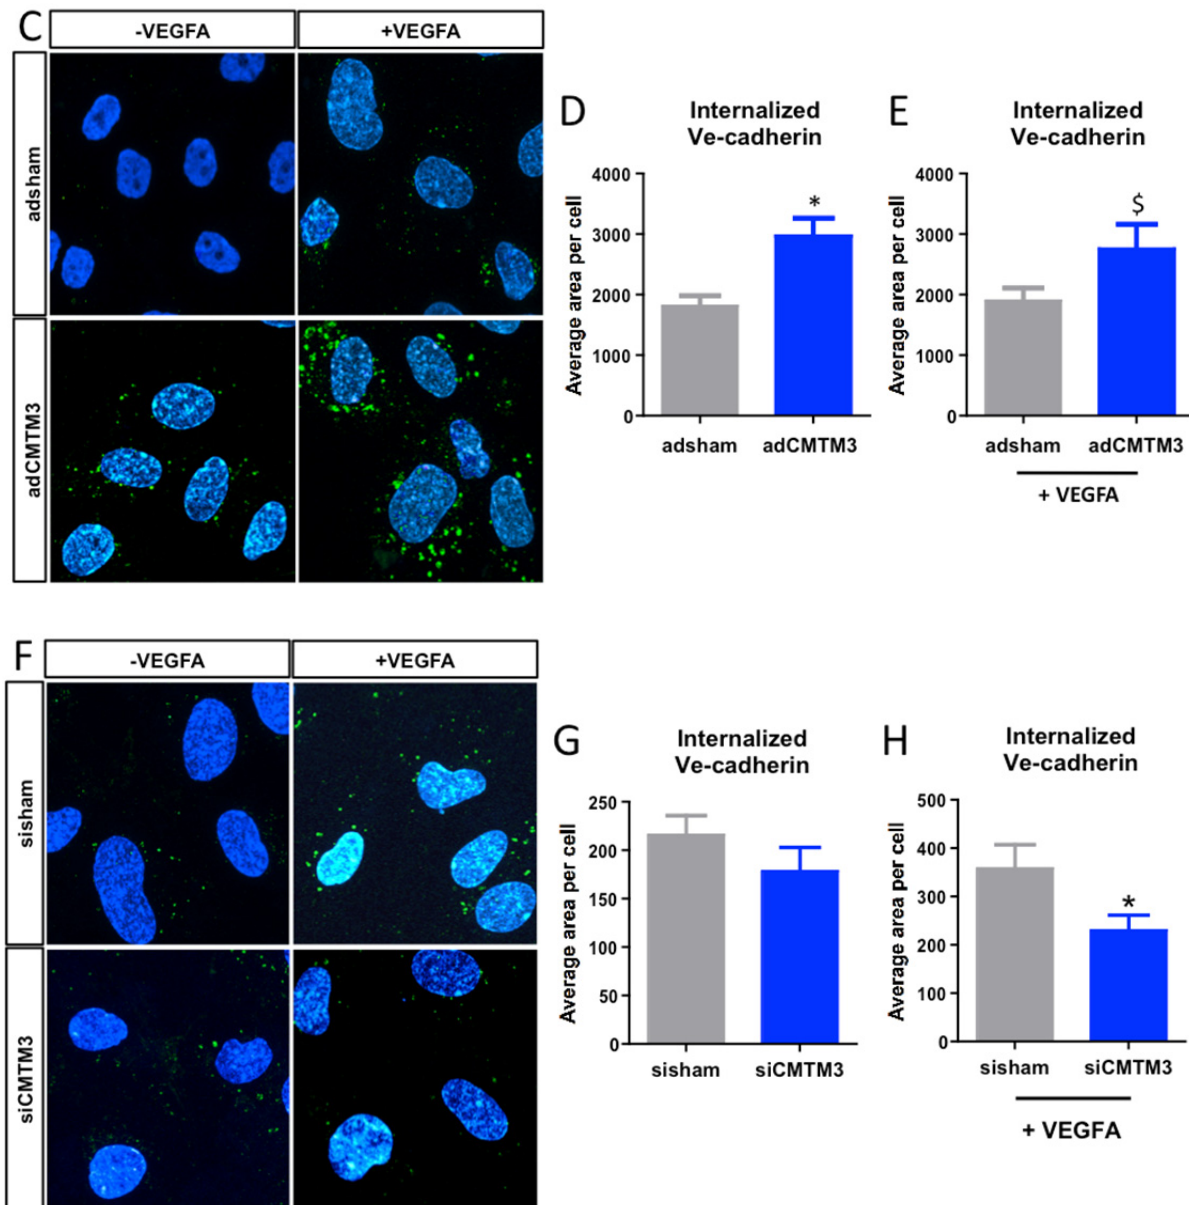 C
-VEGFA +VEGFA
adsham
adCMTM3
D
Internalized
Ve-cadherin
Average area per cell
4000
3000
2000
1000
0
*
adsham adCMTM3
E
Internalized
Ve-cadherin
Average area per cell
4000
3000
2000
1000
0
$
adsham adCMTM3
+ VEGFA
F
-VEGFA +VEGFA
sisham
siCMTM3
G
Internalized
Ve-cadherin
Average area per cell
250
200
150
100
50
0
sisham siCMTM3
H
Internalized
Ve-cadherin
Average area per cell
500
400
300
200
100
0
*
sisham siCMTM3
+ VEGFA